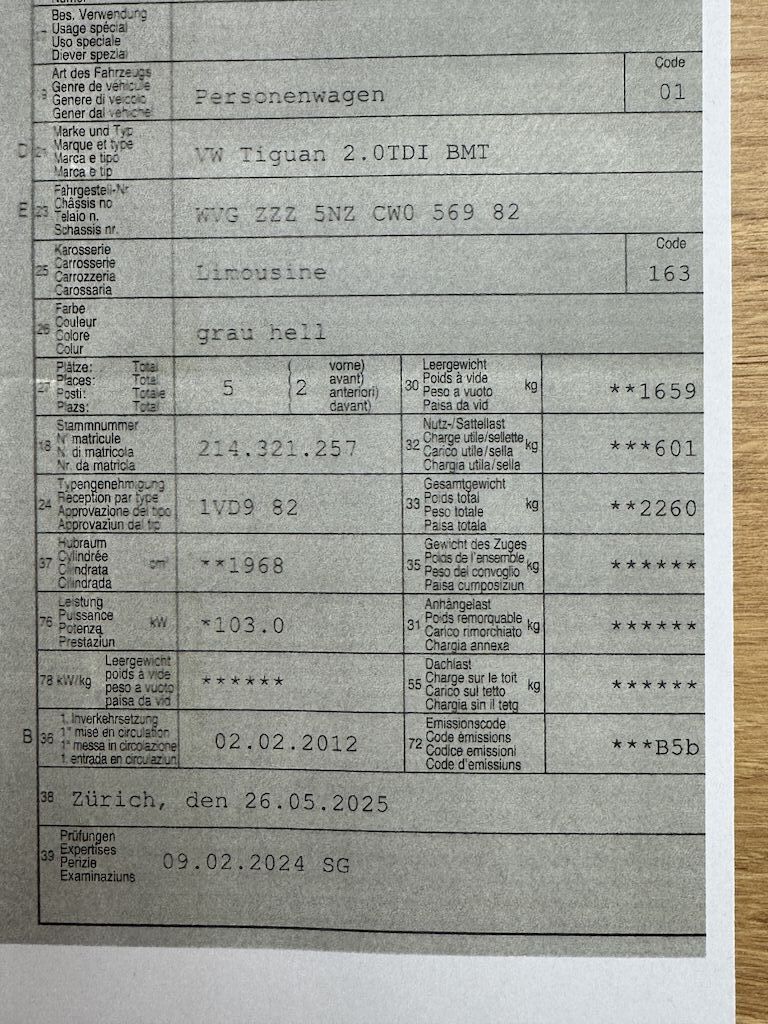 Bes. Verwendung
Usage spécial
Uso speciale
Diever spezial
Art des Fahrzeugs
Genre de véhicule
Genere di veicolo
Gener dal vehichel
9
Personenwagen
Code
01
D 21
Marke und Typ
Marque et type
Marca e tipo
Marca e tip
VW Tiguan 2.0TDI BMT
E 23
Fahrgestell-Nr
Châssis no
Telaio n.
Schassis nr.
WVG ZZZ 5NZ CW0 569 82
25
Karosserie
Carrosserie
Carrozzeria
Carossaria
Limousine
Code
163
26
Farbe
Couleur
Colore
Colur
grau hell
27
Plätze: Total
Places: Total
Posti: Totale
Plazs: Total
5
( 2
vorne)
avant)
anteriori)
davant)
30
Leergewicht
Poids à vide
Peso a vuoto
Paisa da vid
kg
**1659
18
Stammnummer
N° matricule
N. di matricola
Nr. da matricla
214.321.257
32
Nutz-/Sattellast
Charge utile/sellette
Carico utile/sella
Chargia utila/sella
kg
***601
24
Typengenehmigung
Réception par type
Approvazione del tipo
Approvaziun dal tip
1VD9 82
33
Gesamtgewicht
Poids total
Peso totale
Paisa totala
kg
**2260
37
Hubraum
Cylindrée
Cilindrata
Cilindrada
cm³
**1968
35
Gewicht des Zuges
Poids de l'ensemble
Peso del convoglio
Paisa cumposiziun
kg
******
76
Leistung
Puissance
Potenza
Prestaziun
kW
*103.0
31
Anhängelast
Poids remorquable
Carico rimorchiato
Chargia annexa
kg
******
78 kW/kg
Leergewicht
poids à vide
peso a vuoto
paisa da vid
******
55
Dachlast
Charge sur le toit
Carico sul tetto
Chargia sin il tetg
kg
******
B 36
1. Inverkehrsetzung
1re mise en circulation
1a messa in circolazione
1. entrada en circulaziun
02.02.2012
72
Emissionscode
Code émissions
Codice emissioni
Code d'emissiuns
***B5b
38
Zürich, den 26.05.2025
39
Prüfungen
Expertises
Perizie
Examinaziuns
09.02.2024 SG